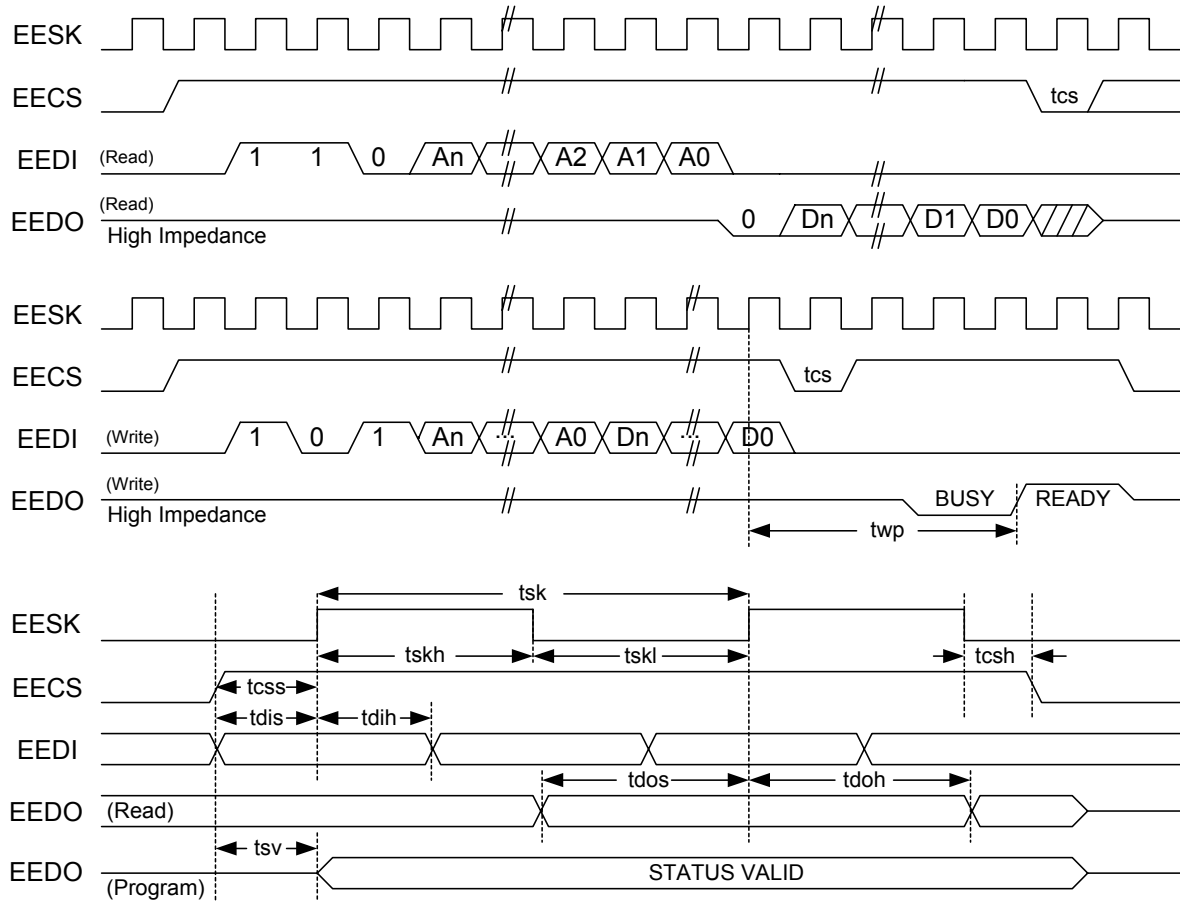 EESK
EECS tcs
EEDI (Read) 1 1 0 An ... A2 A1 A0
EEDO (Read) High Impedance 0 Dn ... D1 D0
EESK
EECS tcs
EEDI (Write) 1 0 1 An ... A0 Dn ... D0
EEDO (Write) High Impedance BUSY READY
twp
tsk
EESK
tskh tskl tcsh
EECS tcss
tdis tdih
EEDI
tdos tdoh
EEDO (Read)
tsv
EEDO (Program) STATUS VALID